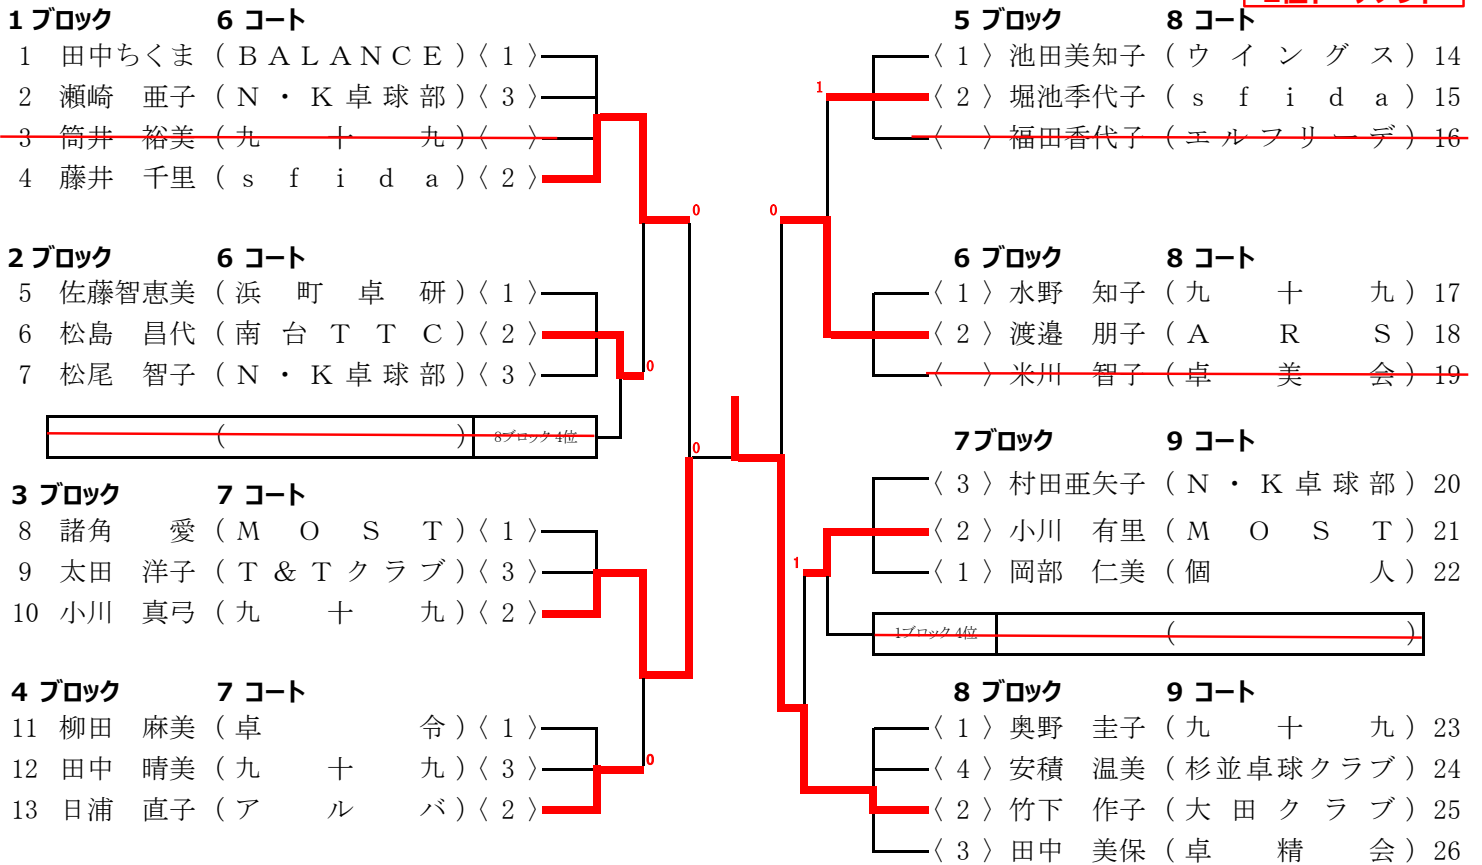 1 ブロック 6 コート
1 田中ちくま ( B A L A N C E ) 〈 1 〉
2 瀬崎 亜子 ( N ・ K 卓 球 部 ) 〈 3 〉
3 筒井 裕美 ( 九 十 九 ) 〈 〉
4 藤井 千里 ( s f i d a ) 〈 2 〉
0
2 ブロック 6 コート
5 佐藤智恵美 ( 浜 町 卓 研 ) 〈 1 〉
6 松島 昌代 ( 南 台 T T C ) 〈 2 〉
7 松尾 智子 ( N ・ K 卓 球 部 ) 〈 3 〉
0
( ) 8ブロック 4位
0
3 ブロック 7 コート
8 諸角 愛 ( M O S T ) 〈 1 〉
9 太田 洋子 ( T & T ク ラ ブ ) 〈 3 〉
10 小川 真弓 ( 九 十 九 ) 〈 2 〉
4 ブロック 7 コート
11 柳田 麻美 ( 卓 令 ) 〈 1 〉
12 田中 晴美 ( 九 十 九 ) 〈 3 〉
0
13 日浦 直子 ( ア ル バ ) 〈 2 〉
5 ブロック 8 コート
〈 1 〉 池田美知子 ( ウ イ ン グ ス ) 14
1
〈 2 〉 堀池季代子 ( s f i d a ) 15
〈 〉 福田香代子 ( エ ル フ リ ー デ ) 16
0
6 ブロック 8 コート
〈 1 〉 水野 知子 ( 九 十 九 ) 17
〈 2 〉 渡邉 朋子 ( A R S ) 18
〈 〉 米川 智子 ( 卓 美 会 ) 19
7ブロック 9 コート
〈 3 〉 村田亜矢子 ( N ・ K 卓 球 部 ) 20
〈 2 〉 小川 有里 ( M O S T ) 21
1
〈 1 〉 岡部 仁美 ( 個 人 ) 22
1ブロック 4位 ( )
8 ブロック 9 コート
〈 1 〉 奥野 圭子 ( 九 十 九 ) 23
〈 4 〉 安積 温美 ( 杉並卓球クラブ ) 24
〈 2 〉 竹下 作子 ( 大 田 ク ラ ブ ) 25
〈 3 〉 田中 美保 ( 卓 精 会 ) 26